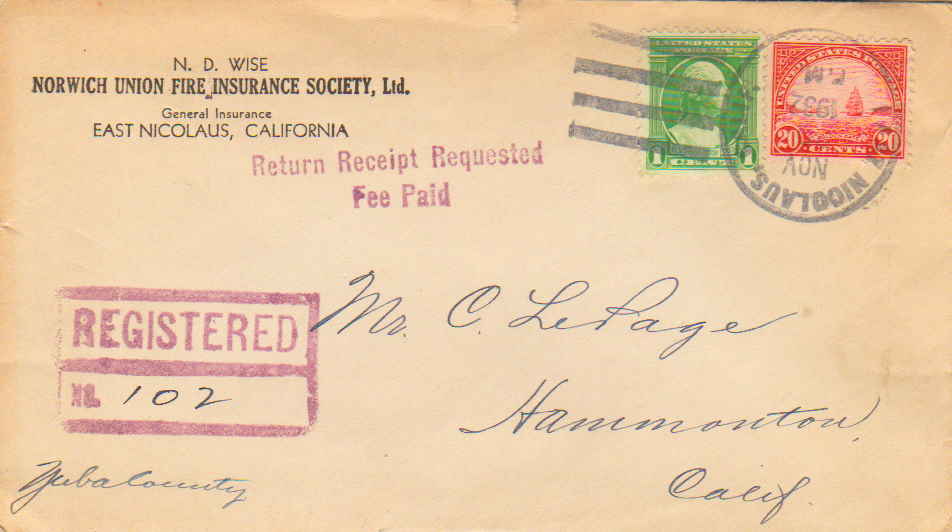 N. D. WISE
NORWICH UNION FIRE INSURANCE SOCIETY, Ltd.
General Insurance
EAST NICOLAUS, CALIFORNIA
Return Receipt Requested
Fee Paid
UNITED STATES
POSTAGE
1 CENT 1
UNITED STATES POSTAGE
20 CENTS 20
NICOLAUS,
NOV
1932
P.M.
REGISTERED
NO. 102
Mr. C. LePage
Hammonton,
Calif.
Yuba County